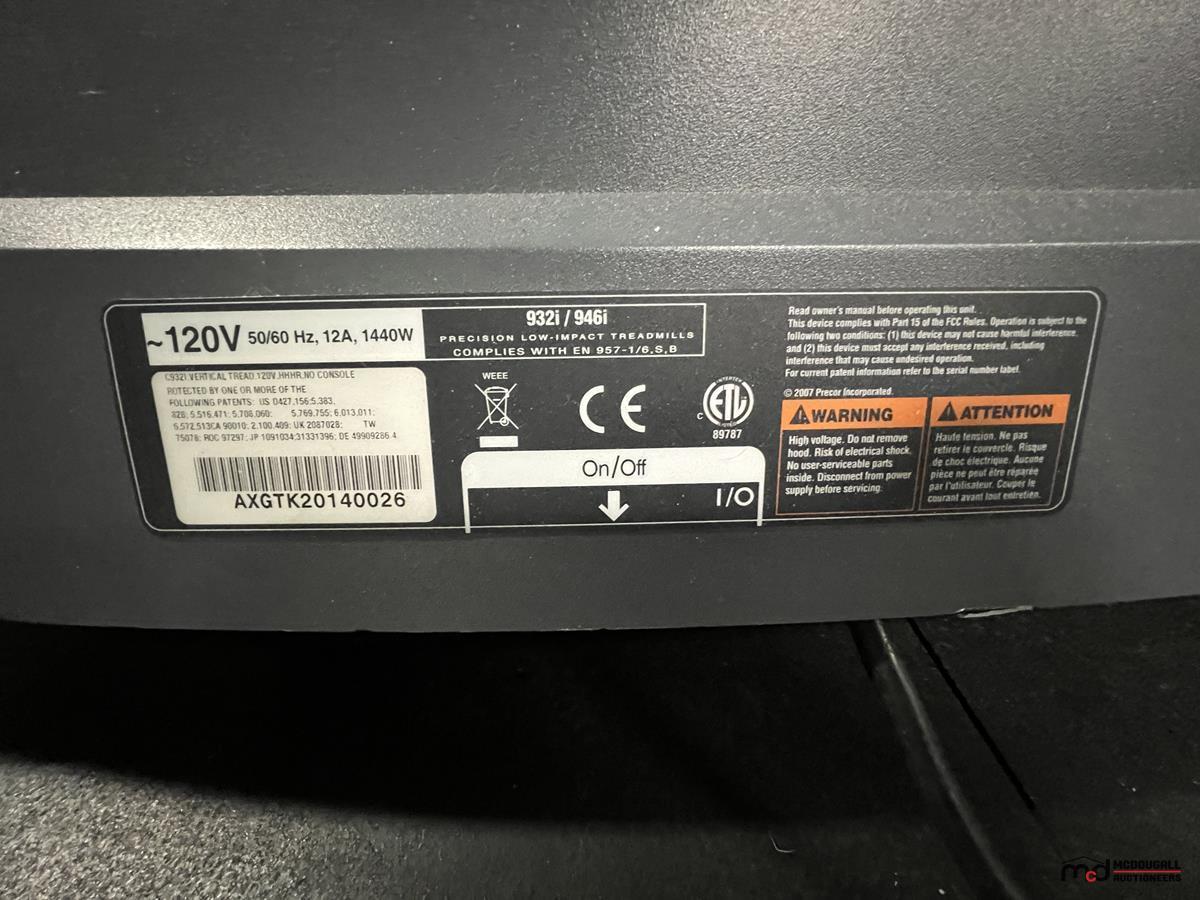 ~120V 50/60 Hz, 12A, 1440W
932i / 946i
PRECISION LOW-IMPACT TREADMILLS
COMPLIES WITH EN 957-1/6,S,B
C932I,VERTICAL TREAD,120V,HHHR,NO CONSOLE
ROTECTED BY ONE OR MORE OF THE
FOLLOWING PATENTS: US D427,156;5,383,
828; 5,516,471; 5,708,060; 5,769,755; 6,013,011;
6,572,513CA 90010; 2,100,409; UK 2087028; TW
75078; ROC 97297; JP 1091034;31331396; DE 49909286.4
AXGTK20140026
WEEE
CE
INTERTEK
ETL
C
LISTED
89787
On/Off
I/O
Read owner's manual before operating this unit.
This device complies with Part 15 of the FCC Rules. Operation is subject to the
following two conditions: (1) this device may not cause harmful interference,
and (2) this device must accept any interference received, including
interference that may cause undesired operation.
For current patent information refer to the serial number label.
© 2007 Precor Incorporated.
WARNING
High voltage. Do not remove
hood. Risk of electrical shock.
No user-serviceable parts
inside. Disconnect from power
supply before servicing.
ATTENTION
Haute tension. Ne pas
retirer le couvercle. Risque
de choc électrique. Aucune
pièce ne peut être réparée
par l'utilisateur. Couper le
courant avant tout entretien.
mcd MCDOUGALL
AUCTIONEERS